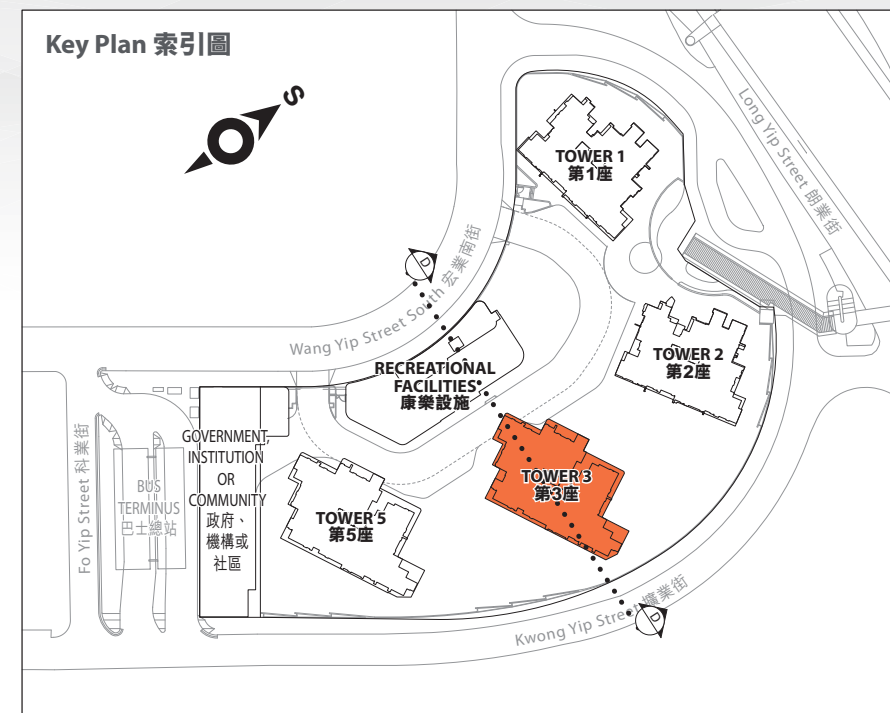 Key Plan 索引圖
S
Long Yip Street 朗業街
TOWER 1
第1座
D
Wang Yip Street South 宏業南街
TOWER 2
第2座
RECREATIONAL
FACILITIES
康樂設施
GOVERNMENT,
INSTITUTION
OR
COMMUNITY
政府、
機構或
社區
Fo Yip Street 科業街
BUS
TERMINUS
巴士總站
TOWER 3
第3座
TOWER 5
第5座
Kwong Yip Street 擴業街
D